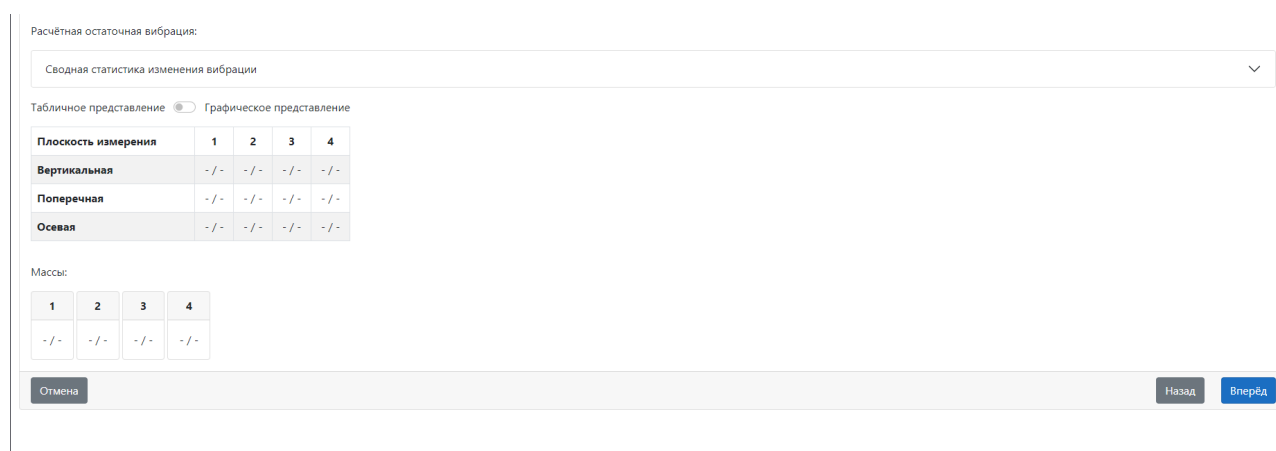 Расчётная остаточная вибрация:
Сводная статистика изменения вибрации
Табличное представление Графическое представление
Плоскость измерения 1 2 3 4
Вертикальная - / - - / - - / - - / -
Поперечная - / - - / - - / - - / -
Осевая - / - - / - - / - - / -
Массы:
1 2 3 4
- / - - / - - / - - / -
Отмена Назад Вперёд